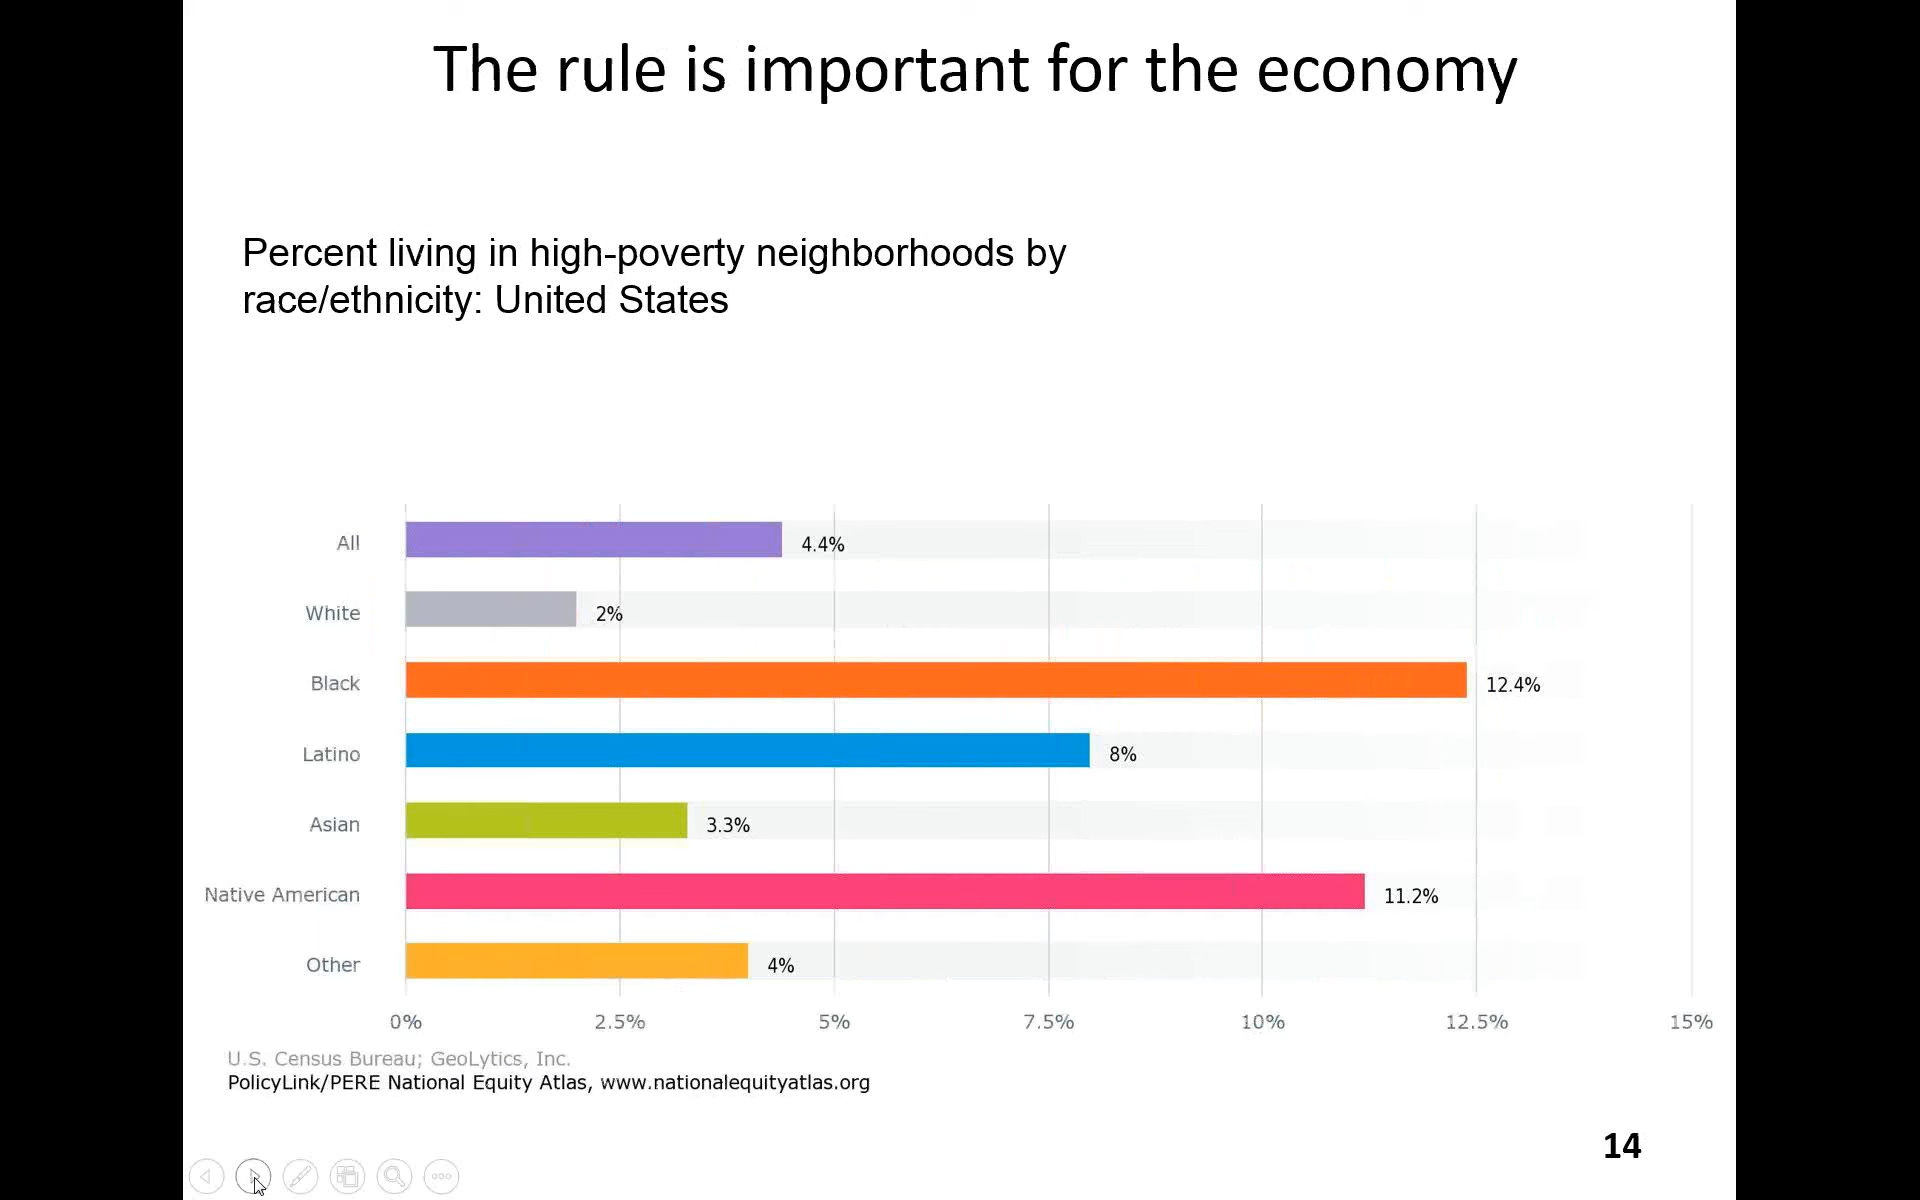 The rule is important for the economy
Percent living in high-poverty neighborhoods by
race/ethnicity: United States
All 4.4%
White 2%
Black 12.4%
Latino 8%
Asian 3.3%
Native American 11.2%
Other 4%
0% 2.5% 5% 7.5% 10% 12.5% 15%
U.S. Census Bureau; GeoLytics, Inc.
PolicyLink/PERE National Equity Atlas, www.nationalequityatlas.org
14